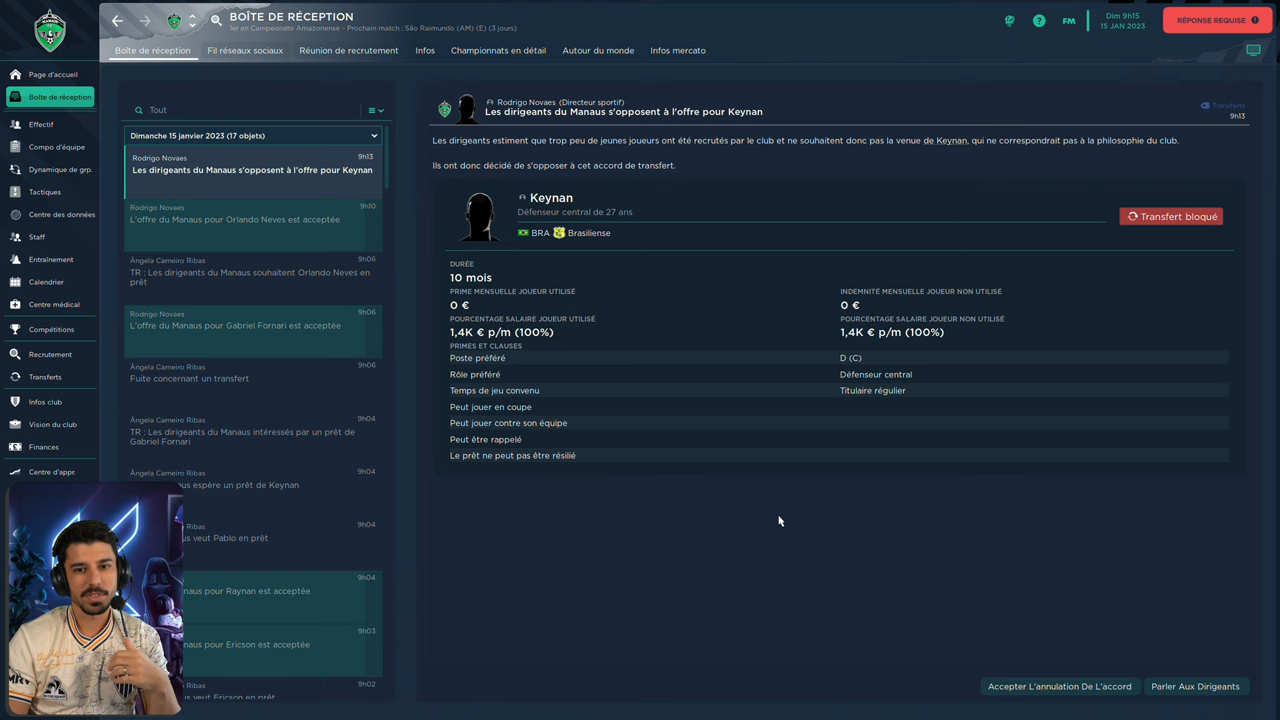 BOÎTE DE RÉCEPTION
1er en Campeonato Amazonense - Prochain match : São Raimundo (AM) (E) (3 jours)
FM
Dim 9h15
15 JAN 2023
RÉPONSE REQUISE
Boîte de réception
Fil réseaux sociaux
Réunion de recrutement
Infos
Championnats en détail
Autour du monde
Infos mercato
Page d'accueil
Boîte de réception
Effectif
Compo d'équipe
Dynamique de grp.
Tactiques
Centre des données
Staff
Entraînement
Calendrier
Centre médical
Compétitions
Recrutement
Transferts
Infos club
Vision du club
Finances
Centre d'appr.
Tout
Dimanche 15 janvier 2023 (17 objets)
Rodrigo Novaes 9h13
Les dirigeants du Manaus s'opposent à l'offre pour Keynan
Rodrigo Novaes 9h10
L'offre du Manaus pour Orlando Neves est acceptée
Ângela Carneiro Ribas 9h06
TR : Les dirigeants du Manaus souhaitent Orlando Neves en
prêt
Rodrigo Novaes 9h06
L'offre du Manaus pour Gabriel Fornari est acceptée
Ângela Carneiro Ribas 9h06
Fuite concernant un transfert
Ângela Carneiro Ribas 9h04
TR : Les dirigeants du Manaus intéressés par un prêt de
Gabriel Fornari
Ângela Carneiro Ribas 9h04
us espère un prêt de Keynan
Ribas 9h04
us veut Pablo en prêt
9h04
naus pour Raynan est acceptée
9h03
naus pour Ericson est acceptée
Ribas 9h02
us veut Ericson en prêt
Rodrigo Novaes (Directeur sportif)
Les dirigeants du Manaus s'opposent à l'offre pour Keynan
Transferts
9h13
Les dirigeants estiment que trop peu de jeunes joueurs ont été recrutés par le club et ne souhaitent donc pas la venue de Keynan, qui ne correspondrait pas à la philosophie du club.
Ils ont donc décidé de s'opposer à cet accord de transfert.
Keynan
Défenseur central de 27 ans
BRA Brasiliense
Transfert bloqué
DURÉE
10 mois
PRIME MENSUELLE JOUEUR UTILISÉ
0 €
INDEMNITÉ MENSUELLE JOUEUR NON UTILISÉ
0 €
POURCENTAGE SALAIRE JOUEUR UTILISÉ
1,4K € p/m (100%)
POURCENTAGE SALAIRE JOUEUR NON UTILISÉ
1,4K € p/m (100%)
PRIMES ET CLAUSES
Poste préféré D (C)
Rôle préféré Défenseur central
Temps de jeu convenu Titulaire régulier
Peut jouer en coupe
Peut jouer contre son équipe
Peut être rappelé
Le prêt ne peut pas être résilié
Accepter L'annulation De L'accord
Parler Aux Dirigeants